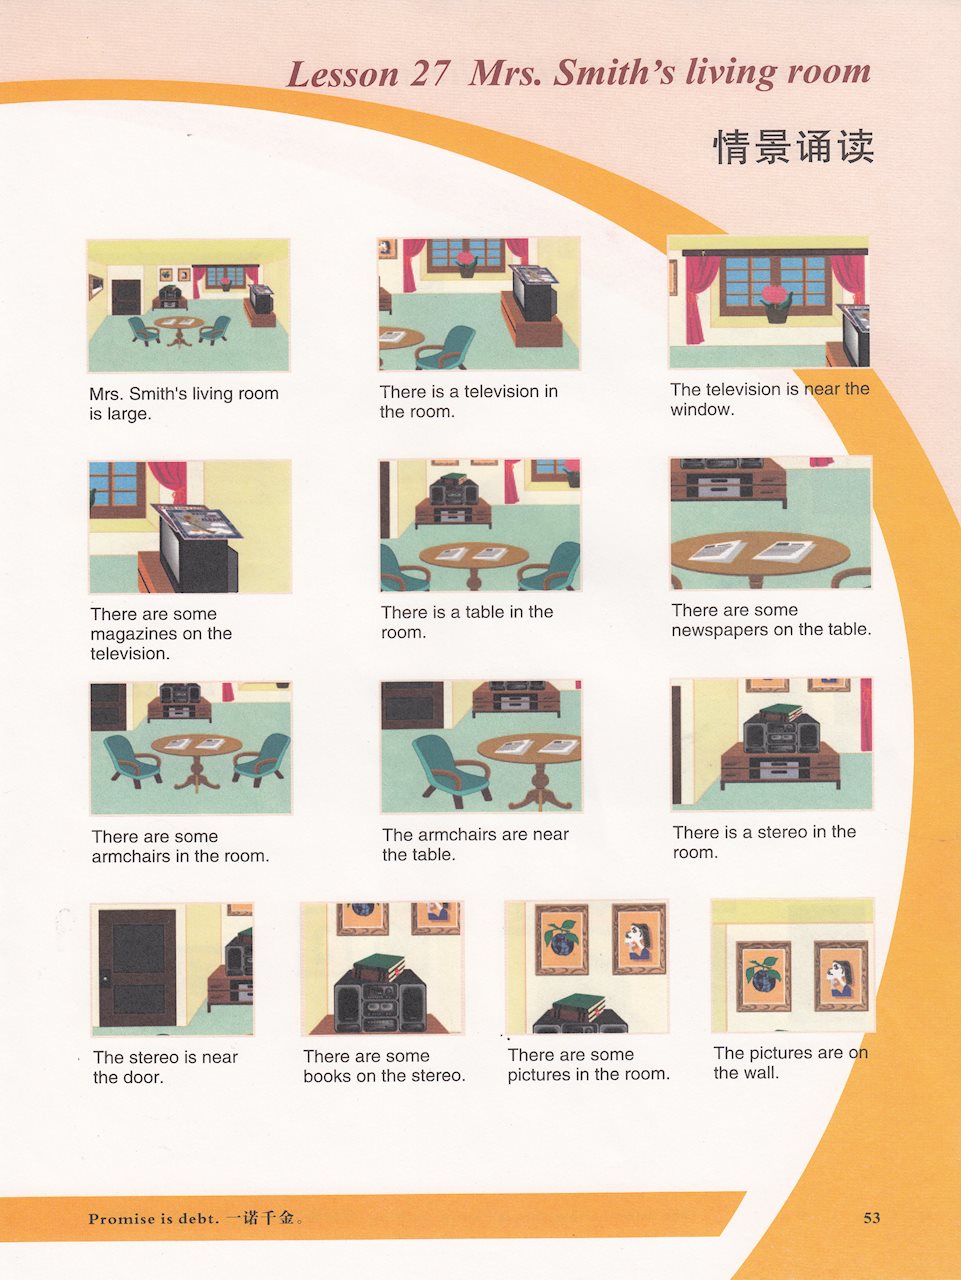 Lesson 27 Mrs. Smith's living room
情景诵读
Mrs. Smith's living room
is large.
There is a television in
the room.
The television is near the
window.
There are some
magazines on the
television.
There is a table in the
room.
There are some
newspapers on the table.
There are some
armchairs in the room.
The armchairs are near
the table.
There is a stereo in the
room.
The stereo is near
the door.
There are some
books on the stereo.
There are some
pictures in the room.
The pictures are on
the wall.
Promise is debt. 一诺千金。
53